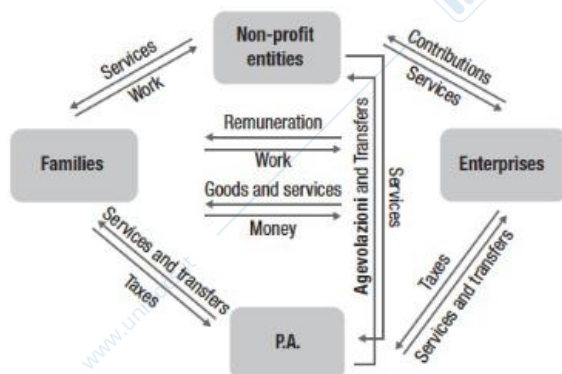 Non-profit
entities
Services
Work
Contributions
Services
Remuneration
Work
Families
Enterprises
Goods and services
Money
Agevolazioni and Transfers
Services
Services and transfers
Taxes
Taxes
Services and transfers
P.A.